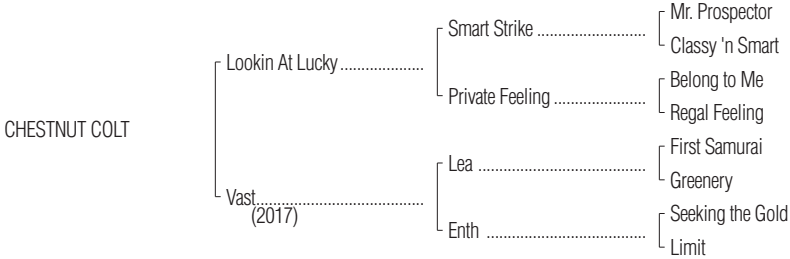 Mr. Prospector
Smart Strike ........................
Classy 'n Smart
Lookin At Lucky ...................
Belong to Me
Private Feeling ....................
Regal Feeling
CHESTNUT COLT
First Samurai
Lea .....................................
Greenery
Vast.....................................
(2017)
Seeking the Gold
Enth ...................................
Limit